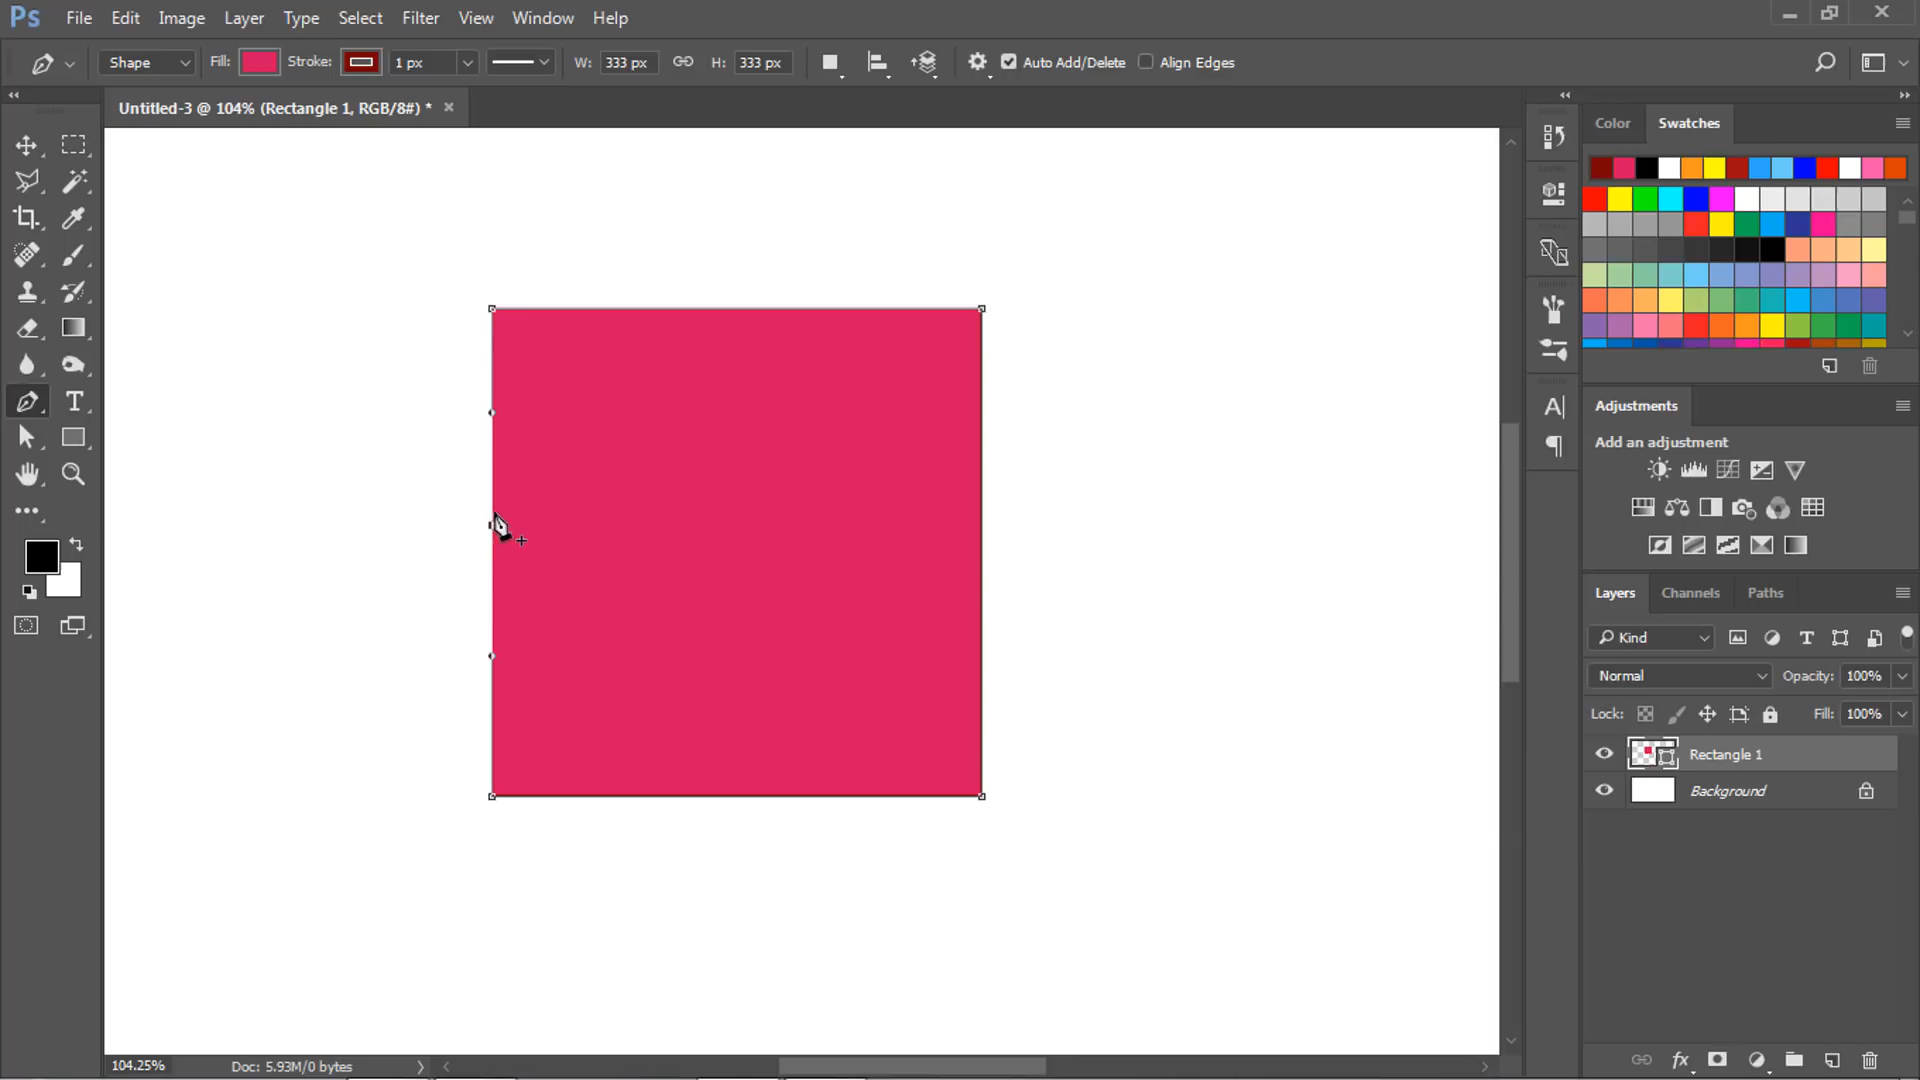 Ps File Edit Image Layer Type Select Filter View Window Help
Shape Fill: Stroke: 1 px W: 333 px H: 333 px Auto Add/Delete Align Edges
Untitled-3 @ 104% (Rectangle 1, RGB/8#) * ×
Color Swatches
Adjustments
Add an adjustment
Layers Channels Paths
Kind
Normal Opacity: 100%
Lock: Fill: 100%
Rectangle 1
Background
104.25% Doc: 5.93M/0 bytes